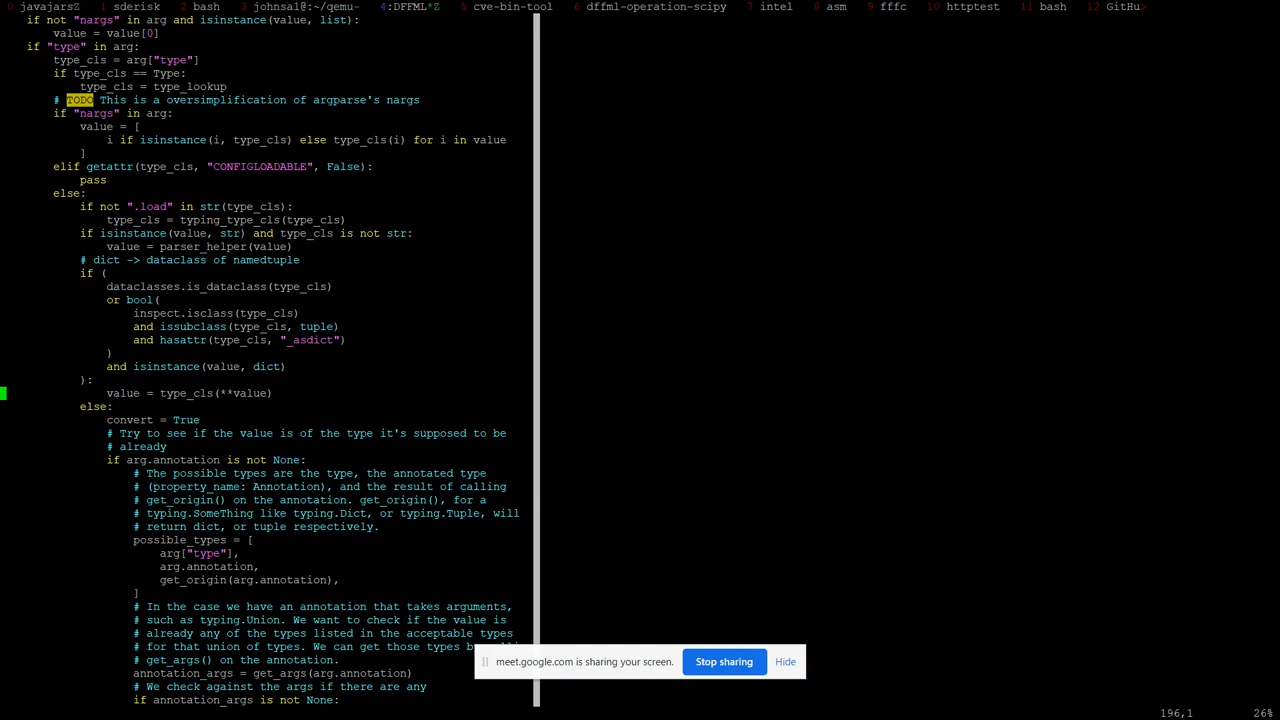 0 javajarsZ 1 sderisk 2 bash 3 johnsa1@:~/qemu- 4:DFFML*Z 5 cve-bin-tool 6 dffml-operation-scipy 7 intel 8 asm 9 fffc 10 httptest 11 bash 12 GitHu>
if not "nargs" in arg and isinstance(value, list):
value = value[0]
if "type" in arg:
type_cls = arg["type"]
if type_cls == Type:
type_cls = type_lookup
# TODO This is a oversimplification of argparse's nargs
if "nargs" in arg:
value = [
i if isinstance(i, type_cls) else type_cls(i) for i in value
]
elif getattr(type_cls, "CONFIGLOADABLE", False):
pass
else:
if not ".load" in str(type_cls):
type_cls = typing_type_cls(type_cls)
if isinstance(value, str) and type_cls is not str:
value = parser_helper(value)
# dict -> dataclass of namedtuple
if (
dataclasses.is_dataclass(type_cls)
or bool(
inspect.isclass(type_cls)
and issubclass(type_cls, tuple)
and hasattr(type_cls, "_asdict")
)
and isinstance(value, dict)
):
value = type_cls(**value)
else:
convert = True
# Try to see if the value is of the type it's supposed to be
# already
if arg.annotation is not None:
# The possible types are the type, the annotated type
# (property_name: Annotation), and the result of calling
# get_origin() on the annotation. get_origin(), for a
# typing.SomeThing like typing.Dict, or typing.Tuple, will
# return dict, or tuple respectively.
possible_types = [
arg["type"],
arg.annotation,
get_origin(arg.annotation),
]
# In the case we have an annotation that takes arguments,
# such as typing.Union. We want to check if the value is
# already any of the types listed in the acceptable types
# for that union of types. We can get those types
# get_args() on the annotation.
annotation_args = get_args(arg.annotation)
# We check against the args if there are any
if annotation_args is not None:
meet.google.com is sharing your screen. Stop sharing Hide
196,1 26%